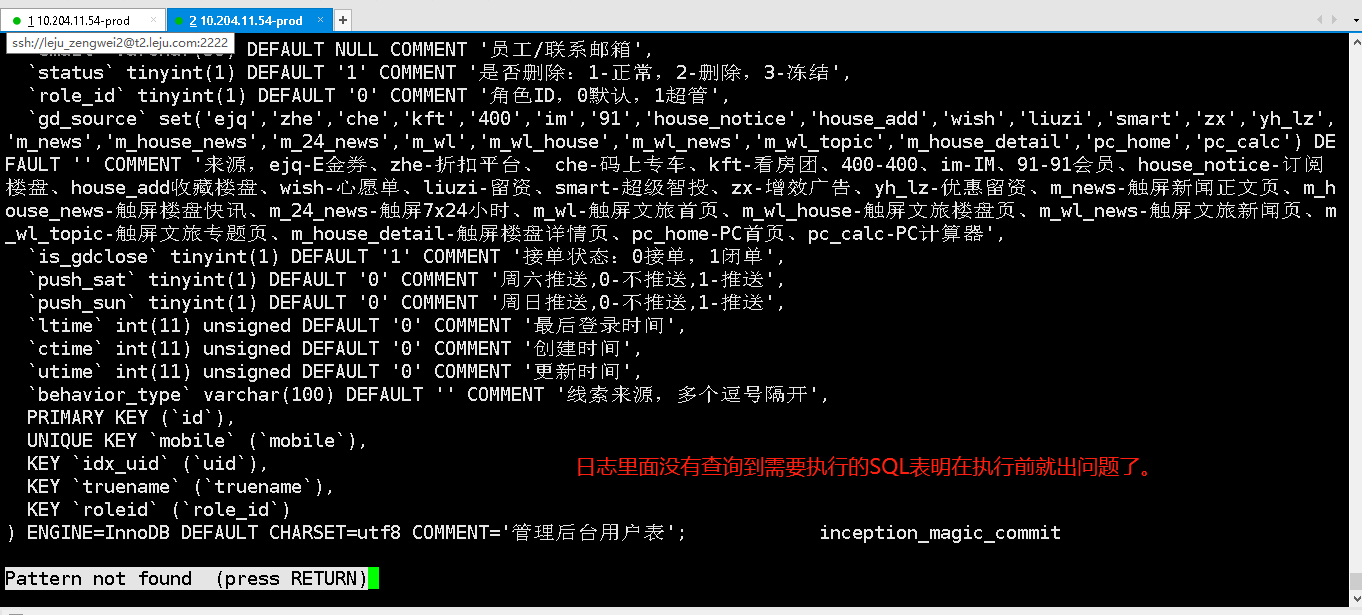 1 10.204.11.54-prod × 2 10.204.11.54-prod × +
ssh://leju_zengwei2@t2.leju.com:2222
DEFAULT NULL COMMENT '员工/联系邮箱',
`status` tinyint(1) DEFAULT '1' COMMENT '是否删除：1-正常，2-删除，3-冻结',
`role_id` tinyint(1) DEFAULT '0' COMMENT '角色ID，0默认，1超管',
`gd_source` set('ejq','zhe','che','kft','400','im','91','house_notice','house_add','wish','liuzi','smart','zx','yh_lz',
'm_news','m_house_news','m_24_news','m_wl','m_wl_house','m_wl_news','m_wl_topic','m_house_detail','pc_home','pc_calc') DE
FAULT '' COMMENT '来源，ejq-E金券、zhe-折扣平台、 che-码上专车、kft-看房团、400-400、im-IM、91-91会员、house_notice-订阅
楼盘、house_add收藏楼盘、wish-心愿单、liuzi-留资、smart-超级智投、zx-增效广告、yh_lz-优惠留资、m_news-触屏新闻正文页、m_h
ouse_news-触屏楼盘快讯、m_24_news-触屏7x24小时、m_wl-触屏文旅首页、m_wl_house-触屏文旅楼盘页、m_wl_news-触屏文旅新闻页、m
_wl_topic-触屏文旅专题页、m_house_detail-触屏楼盘详情页、pc_home-PC首页、pc_calc-PC计算器',
`is_gdclose` tinyint(1) DEFAULT '1' COMMENT '接单状态：0接单，1闭单',
`push_sat` tinyint(1) DEFAULT '0' COMMENT '周六推送,0-不推送,1-推送',
`push_sun` tinyint(1) DEFAULT '0' COMMENT '周日推送,0-不推送,1-推送',
`ltime` int(11) unsigned DEFAULT '0' COMMENT '最后登录时间',
`ctime` int(11) unsigned DEFAULT '0' COMMENT '创建时间',
`utime` int(11) unsigned DEFAULT '0' COMMENT '更新时间',
`behavior_type` varchar(100) DEFAULT '' COMMENT '线索来源，多个逗号隔开',
PRIMARY KEY (`id`),
UNIQUE KEY `mobile` (`mobile`),
KEY `idx_uid` (`uid`),
日志里面没有查询到需要执行的SQL表明在执行前就出问题了。
KEY `truename` (`truename`),
KEY `roleid` (`role_id`)
) ENGINE=InnoDB DEFAULT CHARSET=utf8 COMMENT='管理后台用户表'; inception_magic_commit
Pattern not found (press RETURN)